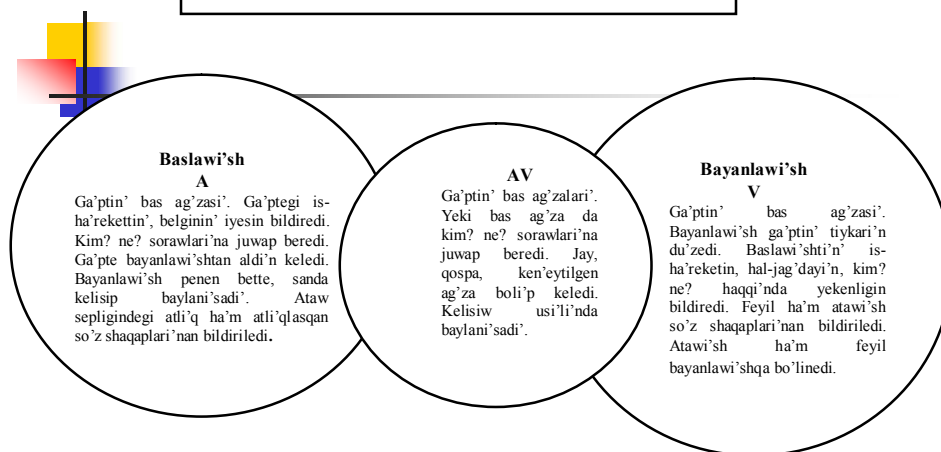 Baslawi’sh
A
Ga’ptin’ bas ag’zasi’. Ga’ptegi is-
ha’rekettin’, belginin’ iyesin bildiredi.
Kim? ne? sorawlari’na juwap beredi.
Ga’pte bayanlawi’shtan aldi’n keledi.
Bayanlawi’sh penen bette, sanda
kelisip baylani’sadi’. Ataw
sepligindegi atli’q ha’m atli’qlasqan
so’z shaqaplari’nan bildiriledi.
AV
Ga’ptin’ bas ag’zalari’.
Yeki bas ag’za da
kim? ne? sorawlari’na
juwap beredi. Jay,
qospa, ken’eytilgen
ag’za boli’p keledi.
Kelisiw usi’li’nda
baylani’sadi’.
Bayanlawi’sh
V
Ga’ptin’ bas ag’zasi’.
Bayanlawi’sh ga’ptin’ tiykari’n
du’zedi. Baslawi’shti’n’ is-
ha’reketin, hal-jag’dayi’n, kim?
ne? haqqi’nda yekenligin
bildiredi. Feyil ha’m atawi’sh
so’z shaqaplari’nan bildiriledi.
Atawi’sh ha’m feyil
bayanlawi’shqa bo’linedi.